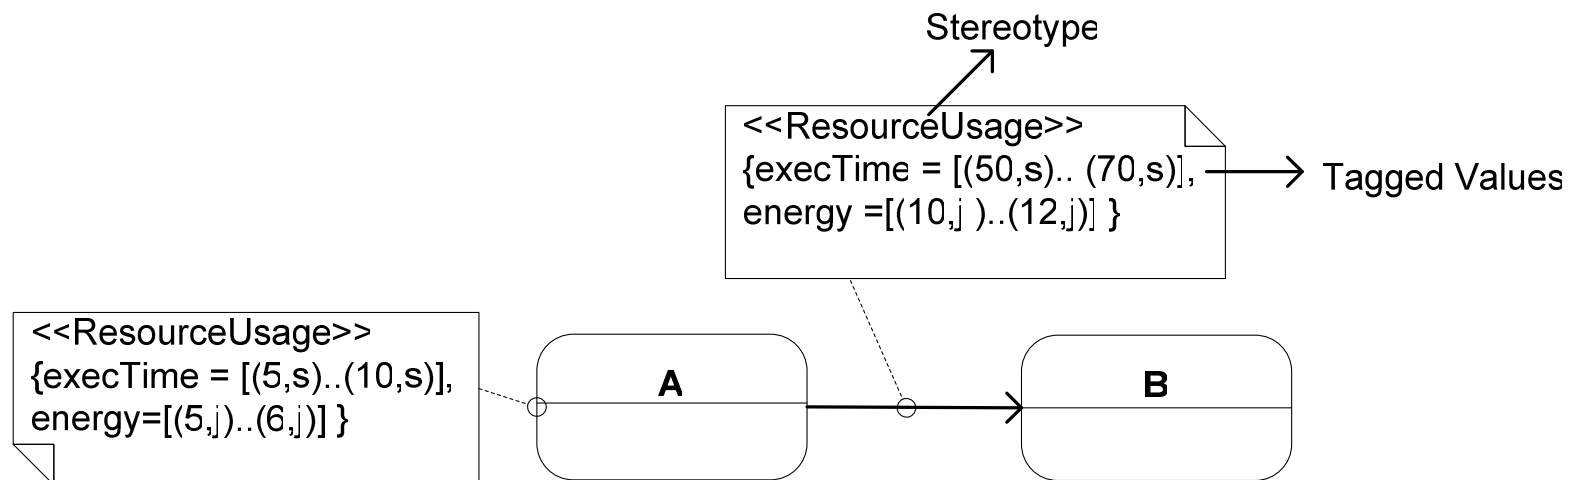 Stereotype
<<ResourceUsage>>
{execTime = [(50,s).. (70,s)],
energy =[(10,j )..(12,j)] }
Tagged Values
<<ResourceUsage>>
{execTime = [(5,s)..(10,s)],
energy=[(5,j)..(6,j)] }
A
B